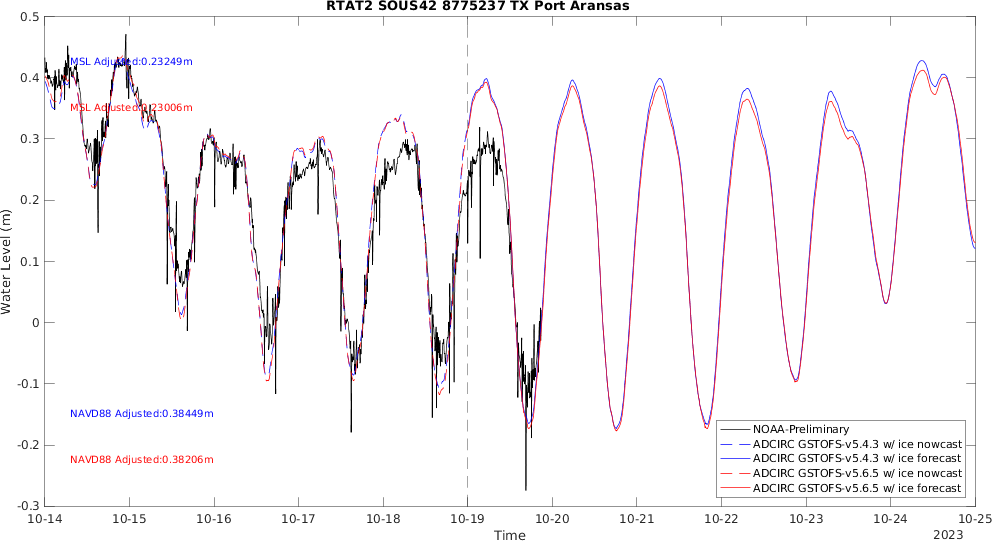 RTAT2 SOUS42 8775237 TX Port Aransas
0.5
0.4
0.3
0.2
0.1
0
-0.1
-0.2
-0.3
Water Level (m)
MSL Adjusted:0.23249m
MSL Adjusted:0.23006m
NAVD88 Adjusted:0.38449m
NAVD88 Adjusted:0.38206m
NOAA-Preliminary
ADCIRC GSTOFS-v5.4.3 w/ ice nowcast
ADCIRC GSTOFS-v5.4.3 w/ ice forecast
ADCIRC GSTOFS-v5.6.5 w/ ice nowcast
ADCIRC GSTOFS-v5.6.5 w/ ice forecast
10-14 10-15 10-16 10-17 10-18 10-19 10-20 10-21 10-22 10-23 10-24 10-25
Time
2023